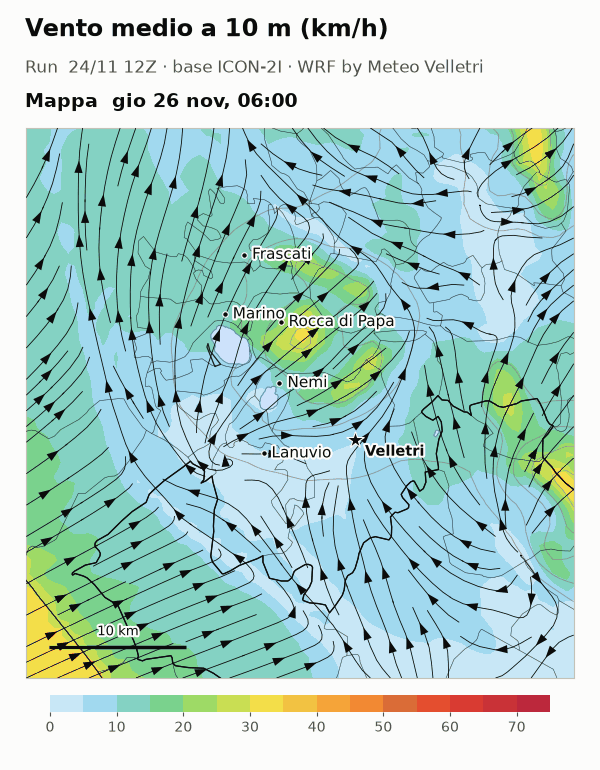 Vento medio a 10 m (km/h)
Run  24/11 12Z · base ICON-2I · WRF by Meteo Velletri
Mappa  gio 26 nov, 06:00
Frascati
Marino
Rocca di Papa
Nemi
Velletri
Lanuvio
10 km
0 10 20 30 40 50 60 70